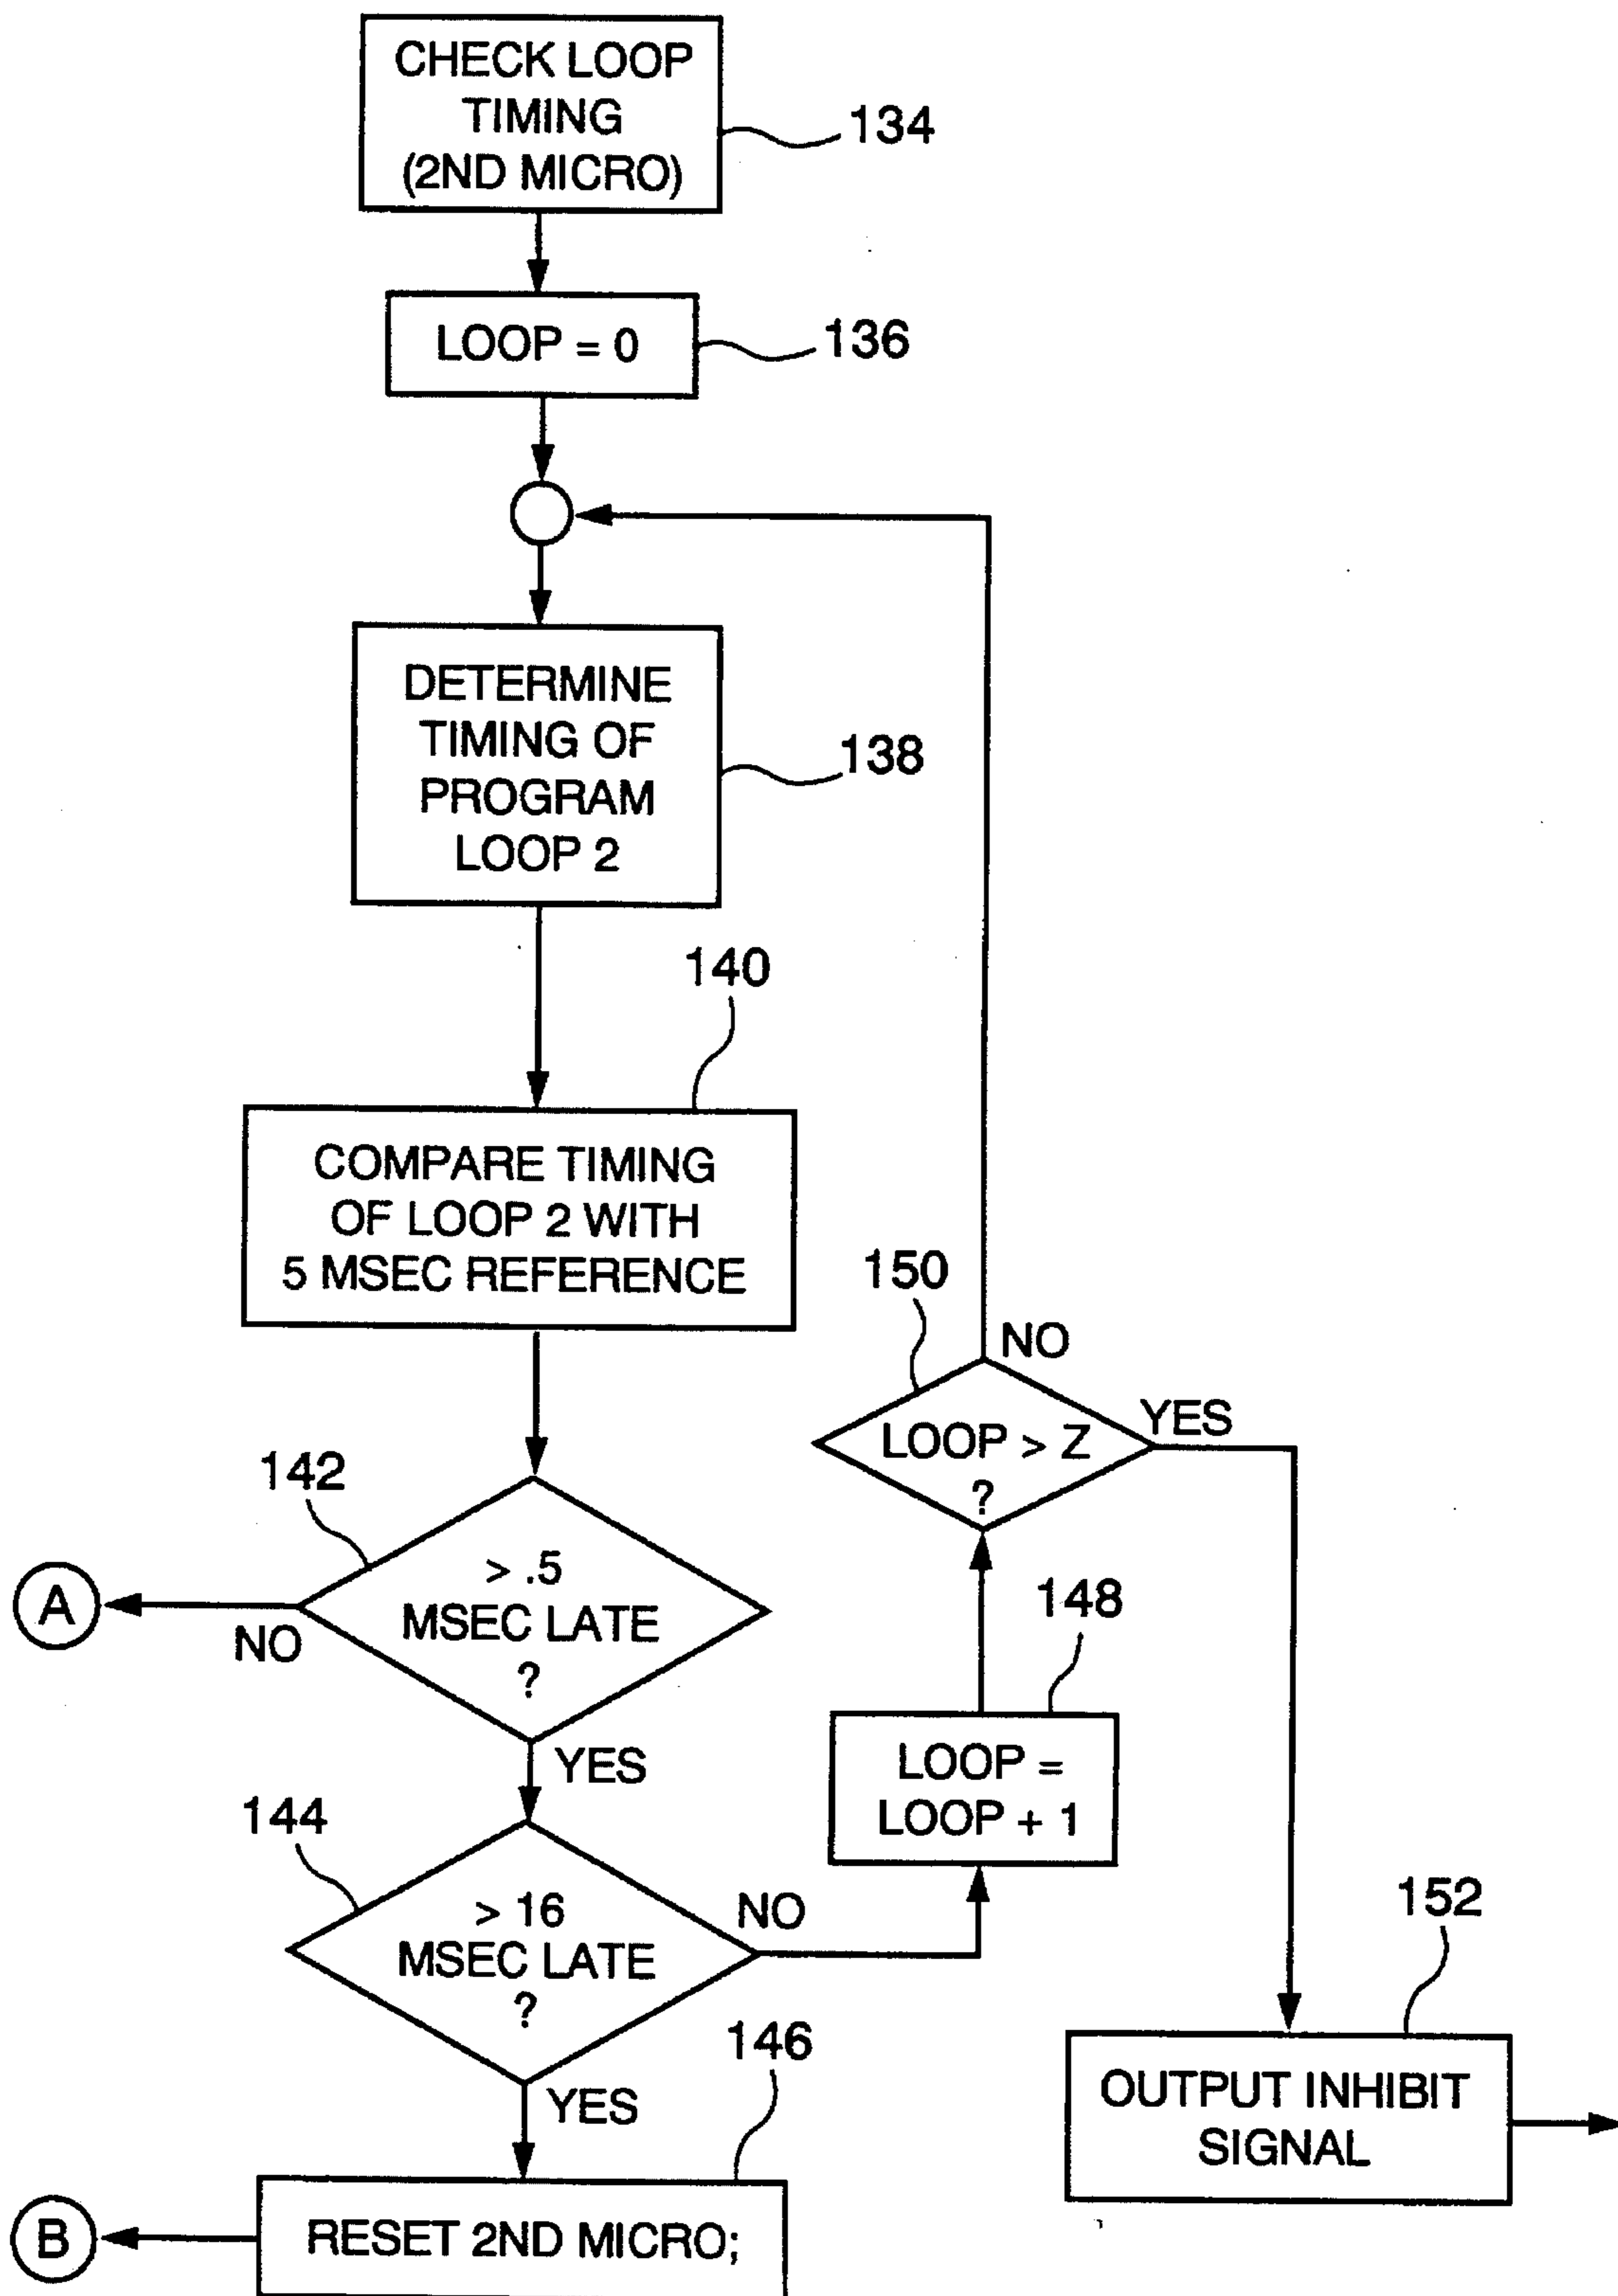 CHECK LOOP
TIMING
(2ND MICRO)
134
LOOP = 0
136
DETERMINE
TIMING OF
PROGRAM
LOOP 2
138
140
COMPARE TIMING
OF LOOP 2 WITH
5 MSEC REFERENCE
142
> .5
MSEC LATE
?
NO
A
YES
144
> 16
MSEC LATE
?
NO
YES
146
RESET 2ND MICRO;
B
148
LOOP =
LOOP + 1
150
LOOP > Z
?
NO
YES
152
OUTPUT INHIBIT
SIGNAL